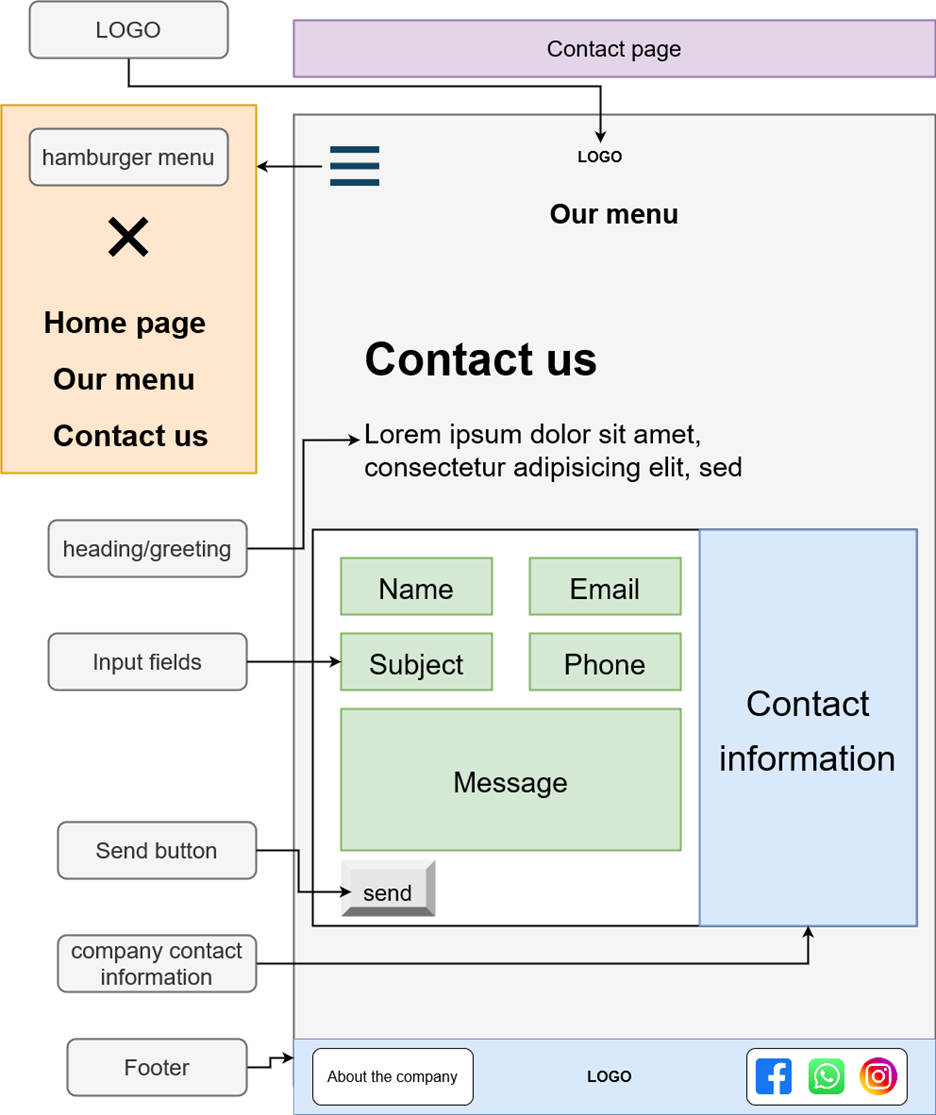 LOGO
Contact page
hamburger menu
LOGO
Our menu
Home page
Our menu
Contact us
Contact us
Lorem ipsum dolor sit amet,
consectetur adipisicing elit, sed
heading/greeting
Name
Email
Input fields
Subject
Phone
Contact
information
Message
Send button
send
company contact
information
Footer
About the company
LOGO